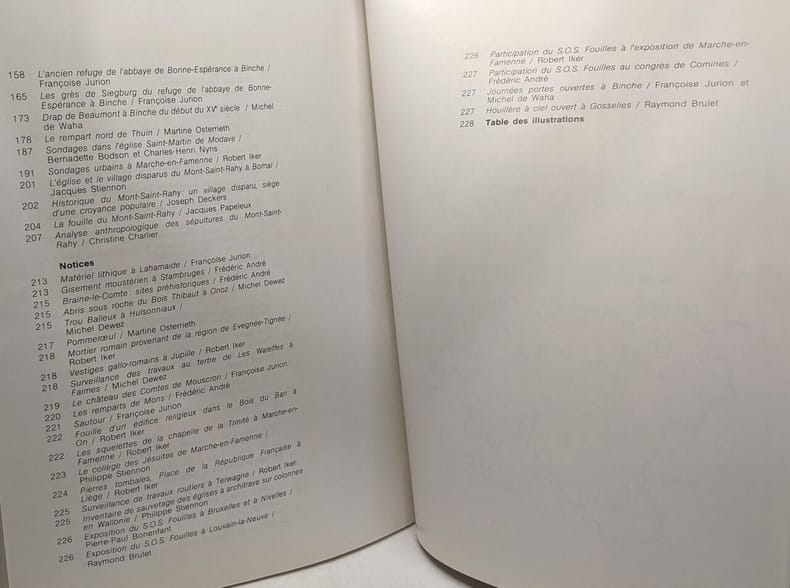 158 L'ancien refuge de l'abbaye de Bonne-Espérance à Binche /
Françoise Jurion
165 Les grès de Siegburg du refuge de l'abbaye de Bonne-
Espérance à Binche / Françoise Jurion
173 Drap de Beaumont à Binche du début du XVe siècle / Michel
de Waha
178 Le rempart nord de Thuin / Martine Osterrieth
187 Sondages dans l'église Saint-Martin de Modave /
Bernadette Bodson et Charles-Henri Nyns
191 Sondages urbains à Marche-en-Famenne / Robert Iker
201 L'église et le village disparus du Mont-Saint-Rahy à Bomal /
Jacques Stiennon
202 Historique du Mont-Saint-Rahy : un village disparu, siège
d'une croyance populaire / Joseph Deckers
204 La fouille du Mont-Saint-Rahy / Jacques Papeleux
207 Analyse anthropologique des sépultures du Mont-Saint-
Rahy / Christine Charlier
Notices
213 Matériel lithique à Lahamaide / Françoise Jurion
213 Gisement moustérien à Stambruges / Frédéric André
215 Braine-le-Comte : sites préhistoriques / Frédéric André
215 Abris sous roche du Bois Thibaut à Onoz / Michel Dewez
215 Trou Balleux à Hulsonniaux /
Michel Dewez
217 Pommerœul / Martine Osterrieth
218 Mortier romain provenant de la région de Evegnée-Tignée /
Robert Iker
218 Vestiges gallo-romains à Jupille / Robert Iker
218 Surveillance des travaux au tertre de Les Waleffes à
Faimes / Michel Dewez
219 Le château des Comtes de Mouscron / Françoise Jurion
220 Les remparts de Mons / Frédéric André
221 Sautour / Françoise Jurion
222 Fouille d'un édifice religieux dans le Bois du Ban à
On / Robert Iker
222 Les squelettes de la chapelle de la Trinité à Marche-en-
Famenne / Robert Iker
223 Le collège des Jésuites de Marche-en-Famenne /
Philippe Stiennon
224 Pierres tombales, Place de la République Française à
Liège / Robert Iker
225 Surveillance de travaux routiers à Terwagne / Robert Iker
225 Inventaire de sauvetage des églises à architrave sur colonnes
en Wallonie / Philippe Stiennon
226 Exposition du S.O.S. Fouilles à Bruxelles et à Nivelles /
Pierre-Paul Bonenfant
226 Exposition du S.O.S. Fouilles à Louvain-la-Neuve /
Raymond Brulet
226 Participation du S.O.S. Fouilles à l'exposition de Marche-en-
Famenne / Robert Iker
227 Participation du S.O.S. Fouilles au congrès de Comines /
Frédéric André
227 Journées portes ouvertes à Binche / Françoise Jurion et
Michel de Waha
227 Houillère à ciel ouvert à Gosselies / Raymond Brulet
228 Table des illustrations